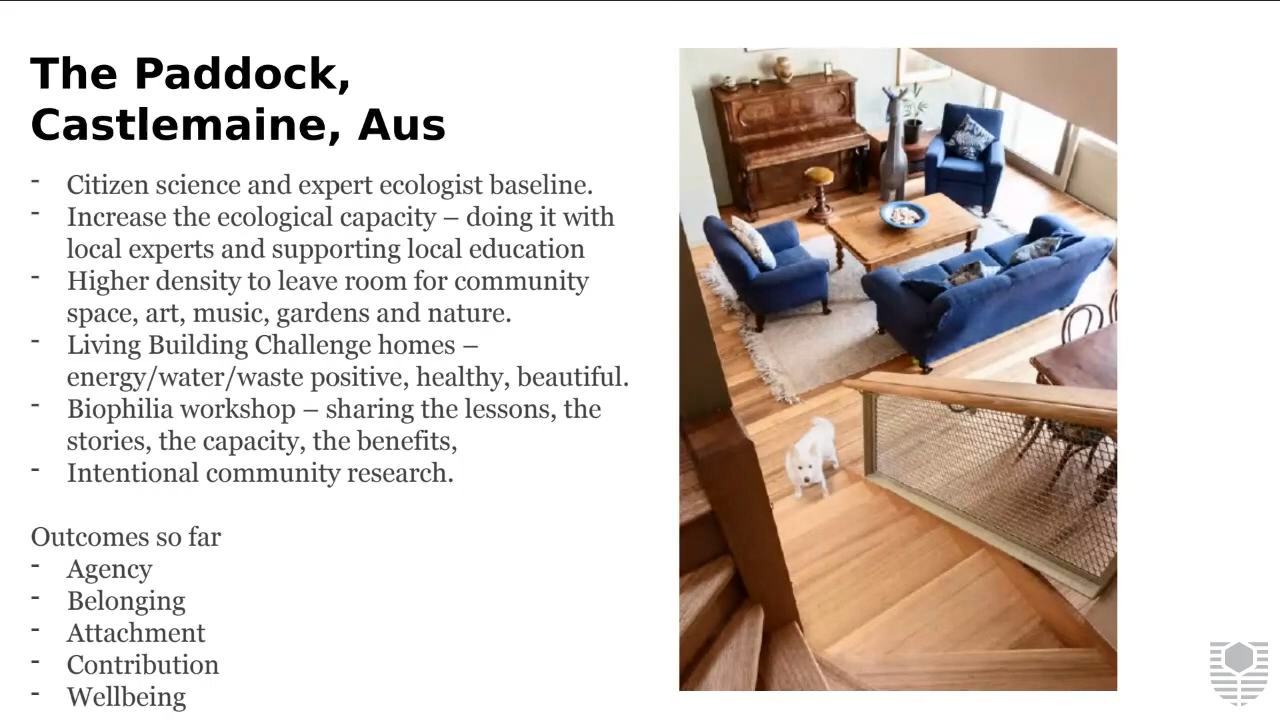 The Paddock,
Castlemaine, Aus
- Citizen science and expert ecologist baseline.
- Increase the ecological capacity – doing it with
local experts and supporting local education
- Higher density to leave room for community
space, art, music, gardens and nature.
- Living Building Challenge homes –
energy/water/waste positive, healthy, beautiful.
- Biophilia workshop – sharing the lessons, the
stories, the capacity, the benefits,
- Intentional community research.
Outcomes so far
- Agency
- Belonging
- Attachment
- Contribution
- Wellbeing